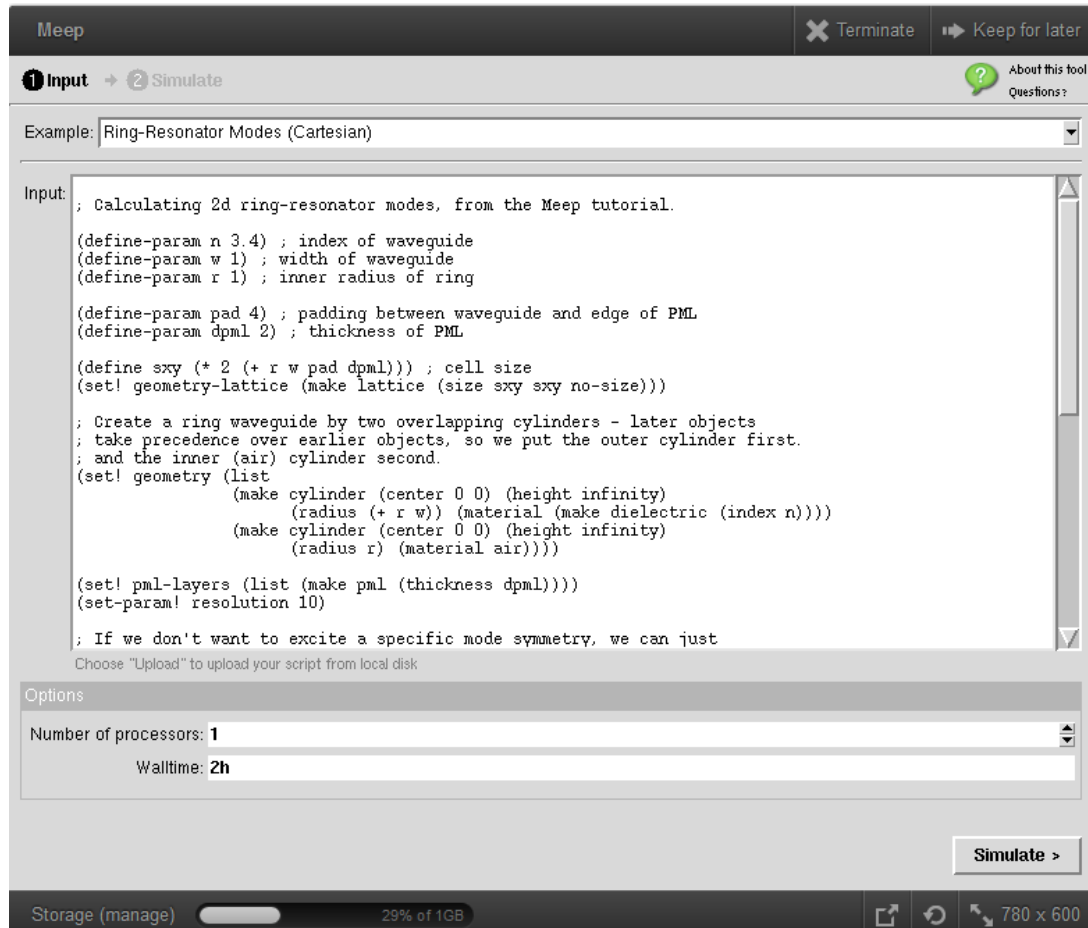 Meep
Terminate
Keep for later
1 Input → 2 Simulate
About this tool
Questions?
Example: Ring-Resonator Modes (Cartesian)
Input:
; Calculating 2d ring-resonator modes, from the Meep tutorial.
(define-param n 3.4) ; index of waveguide
(define-param w 1) ; width of waveguide
(define-param r 1) ; inner radius of ring
(define-param pad 4) ; padding between waveguide and edge of PML
(define-param dpml 2) ; thickness of PML
(define sxy (* 2 (+ r w pad dpml))) ; cell size
(set! geometry-lattice (make lattice (size sxy sxy no-size)))
; Create a ring waveguide by two overlapping cylinders - later objects
; take precedence over earlier objects, so we put the outer cylinder first.
; and the inner (air) cylinder second.
(set! geometry (list
(make cylinder (center 0 0) (height infinity)
(radius (+ r w)) (material (make dielectric (index n))))
(make cylinder (center 0 0) (height infinity)
(radius r) (material air))))
(set! pml-layers (list (make pml (thickness dpml))))
(set-param! resolution 10)
; If we don't want to excite a specific mode symmetry, we can just
Choose "Upload" to upload your script from local disk
Options
Number of processors: 1
Walltime: 2h
Simulate >
Storage (manage)
29% of 1GB
780 x 600